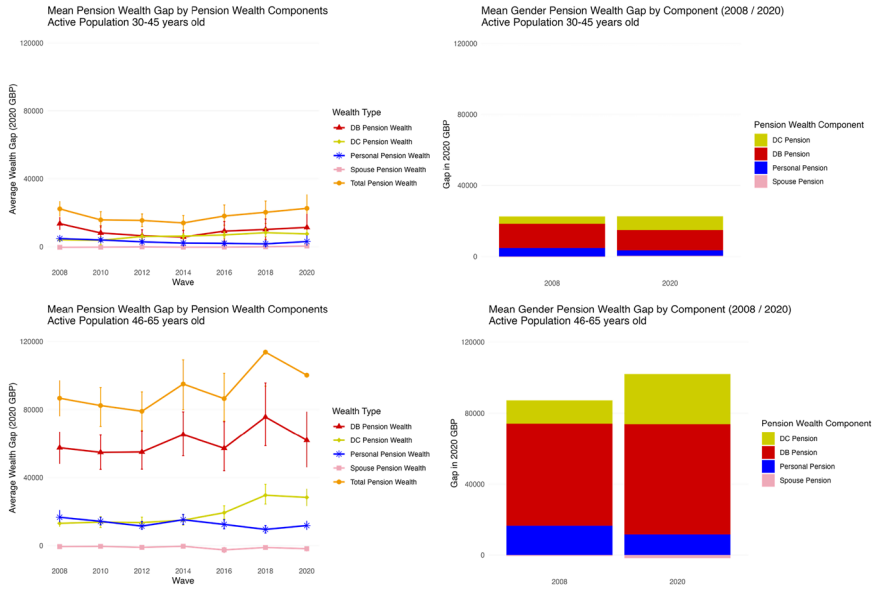 Mean Pension Wealth Gap by Pension Wealth Components
Active Population 30-45 years old
120000
80000
40000
0
Average Wealth Gap (2020 GBP)
2008
2010
2012
2014
2016
2018
2020
Wave
Wealth Type
DB Pension Wealth
DC Pension Wealth
Personal Pension Wealth
Spouse Pension Wealth
Total Pension Wealth
Mean Gender Pension Wealth Gap by Component (2008 / 2020)
Active Population 30-45 years old
120000
80000
40000
0
Gap in 2020 GBP
2008
2020
Pension Wealth Component
DC Pension
DB Pension
Personal Pension
Spouse Pension
Mean Pension Wealth Gap by Pension Wealth Components
Active Population 46-65 years old
120000
80000
40000
0
Average Wealth Gap (2020 GBP)
2008
2010
2012
2014
2016
2018
2020
Wave
Wealth Type
DB Pension Wealth
DC Pension Wealth
Personal Pension Wealth
Spouse Pension Wealth
Total Pension Wealth
Mean Gender Pension Wealth Gap by Component (2008 / 2020)
Active Population 46-65 years old
120000
80000
40000
0
Gap in 2020 GBP
2008
2020
Pension Wealth Component
DC Pension
DB Pension
Personal Pension
Spouse Pension